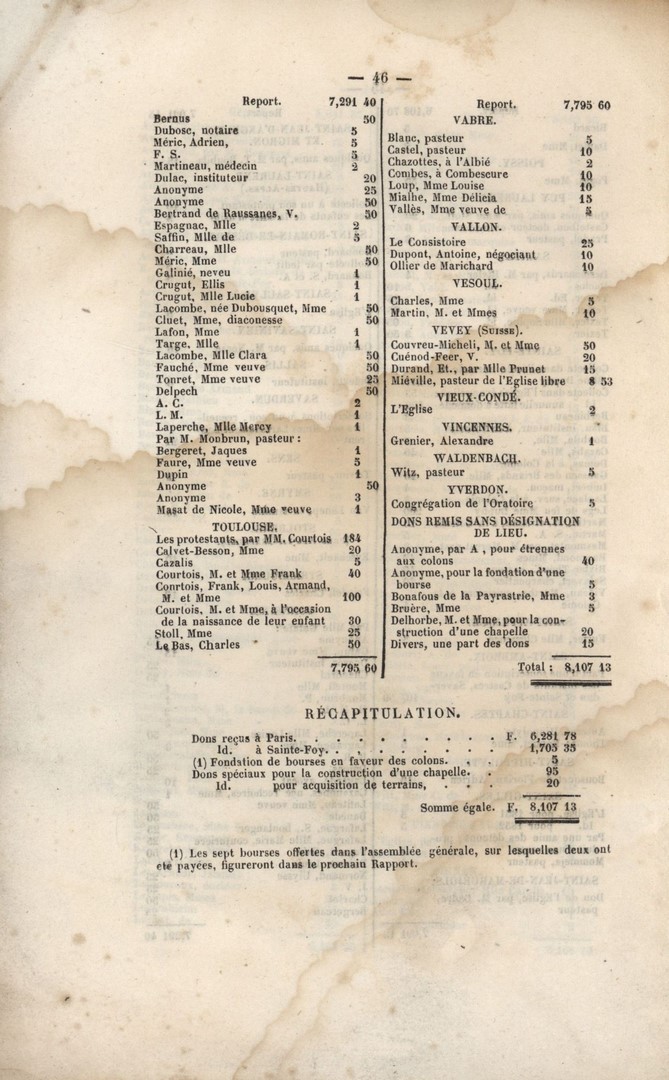 — 46 —
Report. 7,291 40
Bernus 50
Dubosc, notaire 5
Méric, Adrien, 5
F. S. 5
Martineau, médecin 2
Dulac, instituteur 20
Anonyme 25
Anonyme 50
Bertrand de Raussanes, V. 50
Espagnac, Mlle 2
Saffin, Mlle de 5
Charreau, Mlle 50
Méric, Mme 50
Galinié, neveu 1
Crugut, Ellis 1
Crugut, Mlle Lucie 1
Lacombe, née Dubousquet, Mme 50
Cluet, Mme, diaconesse 50
Lafon, Mme 1
Targe, Mlle 1
Lacombe, Mlle Clara 50
Fauché, Mme veuve 50
Tonret, Mme veuve 25
Delpech 50
A. C. 2
L. M. 1
Laperche, Mlle Mercy 1
Par M. Monbrun, pasteur :
Bergeret, Jaques 1
Faure, Mme veuve 5
Dupin 1
Anonyme 50
Anonyme 3
Masat de Nicole, Mme veuve 1
TOULOUSE.
Les protestants, par MM. Courtois 184
Calvet-Besson, Mme 20
Cazalis 5
Courtois, M. et Mme Frank 40
Courtois, Frank, Louis, Armand,
M. et Mme 100
Courtois, M. et Mme, à l'occasion
de la naissance de leur enfant 30
Stoll, Mme 25
Le Bas, Charles 50
7,795 60
Report. 7,795 60
VABRE.
Blanc, pasteur 5
Castel, pasteur 10
Chazottes, à l'Albié 2
Combes, à Combescure 10
Loup, Mme Louise 10
Mialhe, Mme Délicia 15
Vallès, Mme veuve de 5
VALLON.
Le Consistoire 25
Dupont, Antoine, négociant 10
Ollier de Marichard 10
VESOUL.
Charles, Mme 5
Martin, M. et Mmes 10
VEVEY (Suisse).
Couvreu-Micheli, M. et Mme 50
Cuénod-Feer, V. 20
Durand, Et., par Mlle Prunet 15
Miéville, pasteur de l'Eglise libre 8 53
VIEUX-CONDÉ.
L'Eglise 2
VINCENNES.
Grenier, Alexandre 1
WALDENBACH.
Witz, pasteur 5
YVERDON.
Congrégation de l'Oratoire 5
DONS REMIS SANS DÉSIGNATION
DE LIEU.
Anonyme, par A , pour étrennes
aux colons 40
Anonyme, pour la fondation d'une
bourse 5
Bonafous de la Payrastrie, Mme 3
Bruère, Mme 5
Delhorbe, M. et Mme, pour la con-
struction d'une chapelle 20
Divers, une part des dons 15
Total : 8,107 13
RÉCAPITULATION.
Dons reçus à Paris. . . . . . . . . . F. 6,281 78
Id. à Sainte-Foy. . . . . . . . 1,705 35
(1) Fondation de bourses en faveur des colons. . . 5
Dons spéciaux pour la construction d'une chapelle. . 95
Id. pour acquisition de terrains, . . . 20
Somme égale. F. 8,107 13
(1) Les sept bourses offertes dans l'assemblée générale, sur lesquelles deux ont
été payées, figureront dans le prochain Rapport.